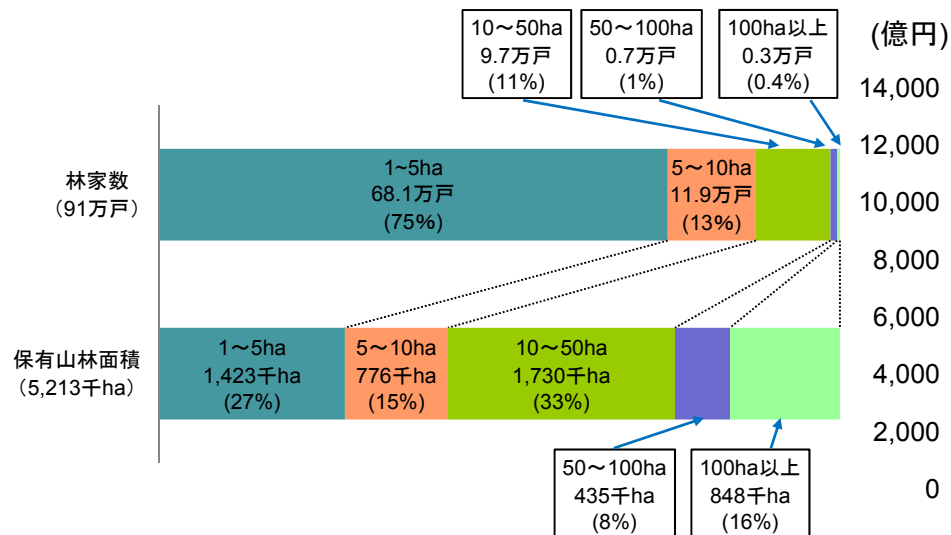 10～50ha
9.7万戸
(11%)
50～100ha
0.7万戸
(1%)
100ha以上
0.3万戸
(0.4%)
(億円)
14,000
12,000
10,000
8,000
6,000
4,000
2,000
0
林家数
（91万戸）
1~5ha
68.1万戸
(75%)
5～10ha
11.9万戸
(13%)
保有山林面積
（5,213千ha）
1～5ha
1,423千ha
(27%)
5～10ha
776千ha
(15%)
10～50ha
1,730千ha
(33%)
50～100ha
435千ha
(8%)
100ha以上
848千ha
(16%)